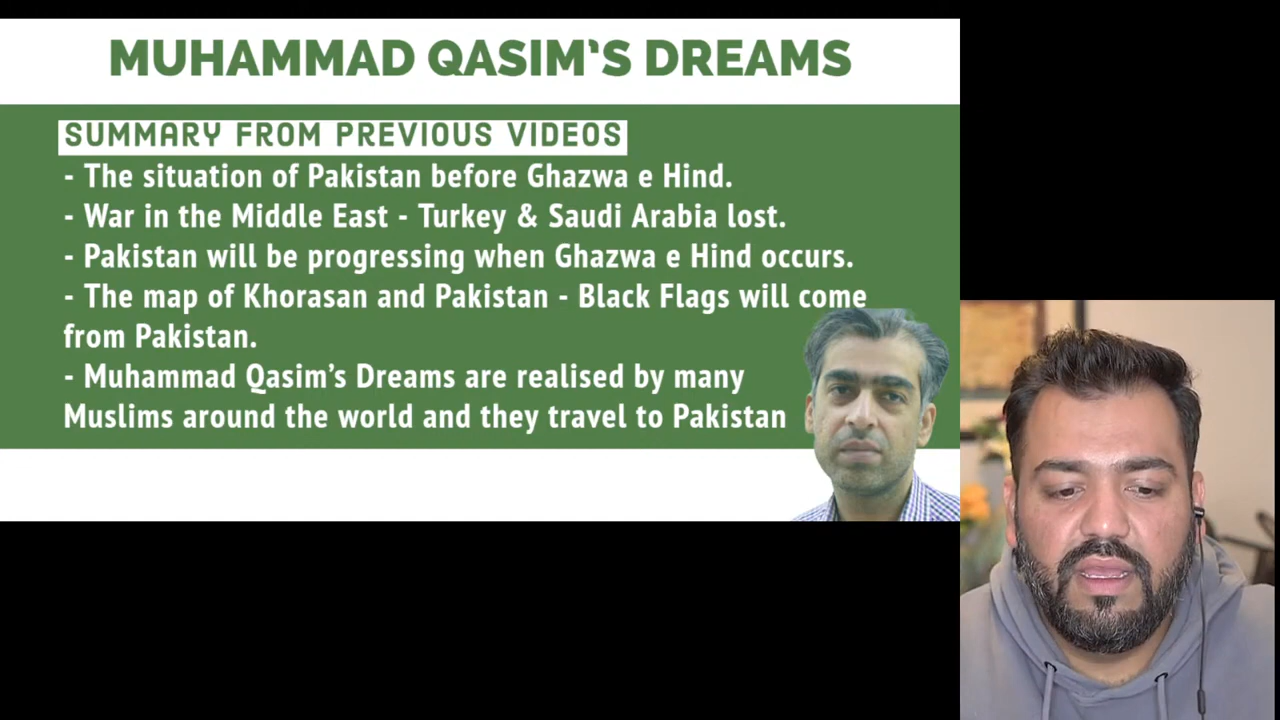 MUHAMMAD QASIM'S DREAMS
SUMMARY FROM PREVIOUS VIDEOS
- The situation of Pakistan before Ghazwa e Hind.
- War in the Middle East - Turkey & Saudi Arabia lost.
- Pakistan will be progressing when Ghazwa e Hind occurs.
- The map of Khorasan and Pakistan - Black Flags will come
from Pakistan.
- Muhammad Qasim's Dreams are realised by many
Muslims around the world and they travel to Pakistan